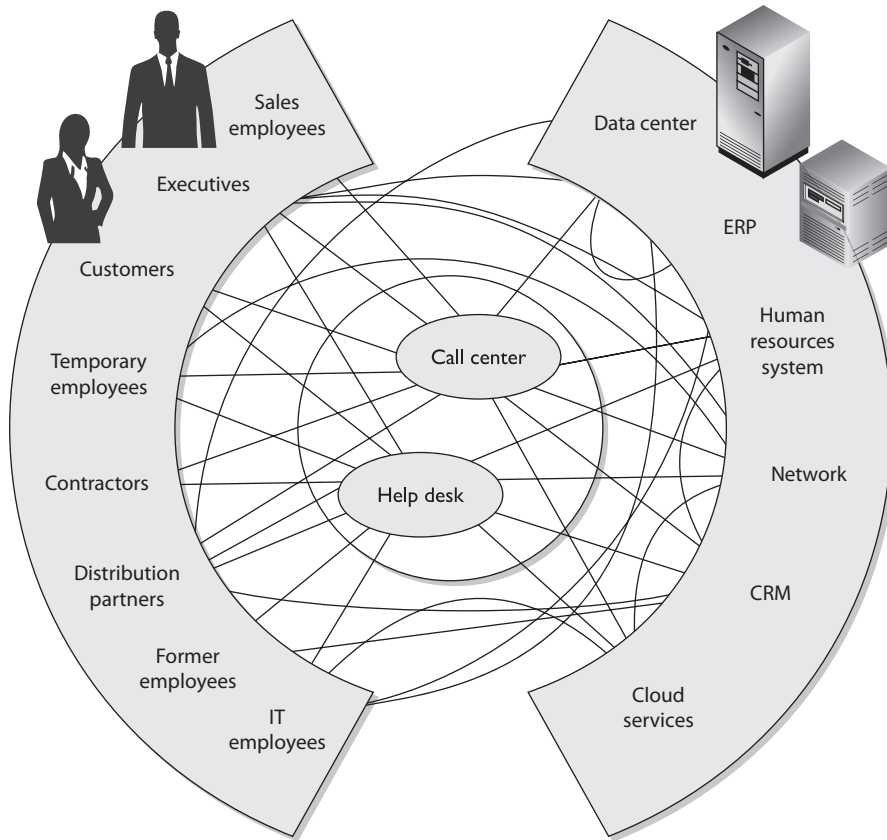 Sales
employees
Executives
Customers
Temporary
employees
Contractors
Distribution
partners
Former
employees
IT
employees
Call center
Help desk
Data center
ERP
Human
resources
system
Network
CRM
Cloud
services